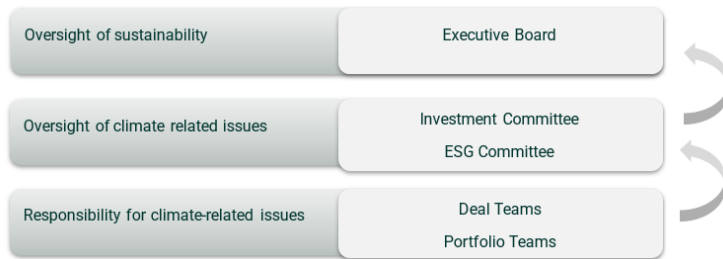 Oversight of sustainability
Executive Board
Oversight of climate related issues
Investment Committee
ESG Committee
Responsibility for climate-related issues
Deal Teams
Portfolio Teams